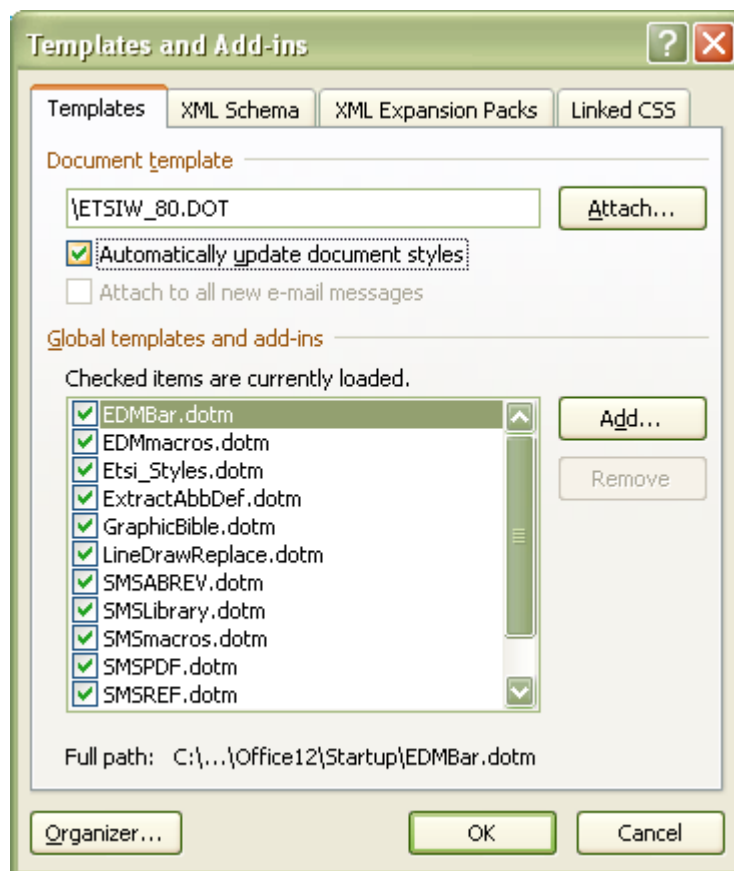 Templates and Add-ins
Templates XML Schema XML Expansion Packs Linked CSS
Document template
\ETSIW_80.DOT Attach...
Automatically update document styles
Attach to all new e-mail messages
Global templates and add-ins
Checked items are currently loaded.
EDMBar.dotm Add...
EDMmacros.dotm
Etsi_Styles.dotm Remove
ExtractAbbDef.dotm
GraphicBible.dotm
LineDrawReplace.dotm
SMSABREV.dotm
SMSLibrary.dotm
SMSmacros.dotm
SMSPDF.dotm
SMSREF.dotm
Full path: C:\...\Office12\Startup\EDMBar.dotm
Organizer... OK Cancel